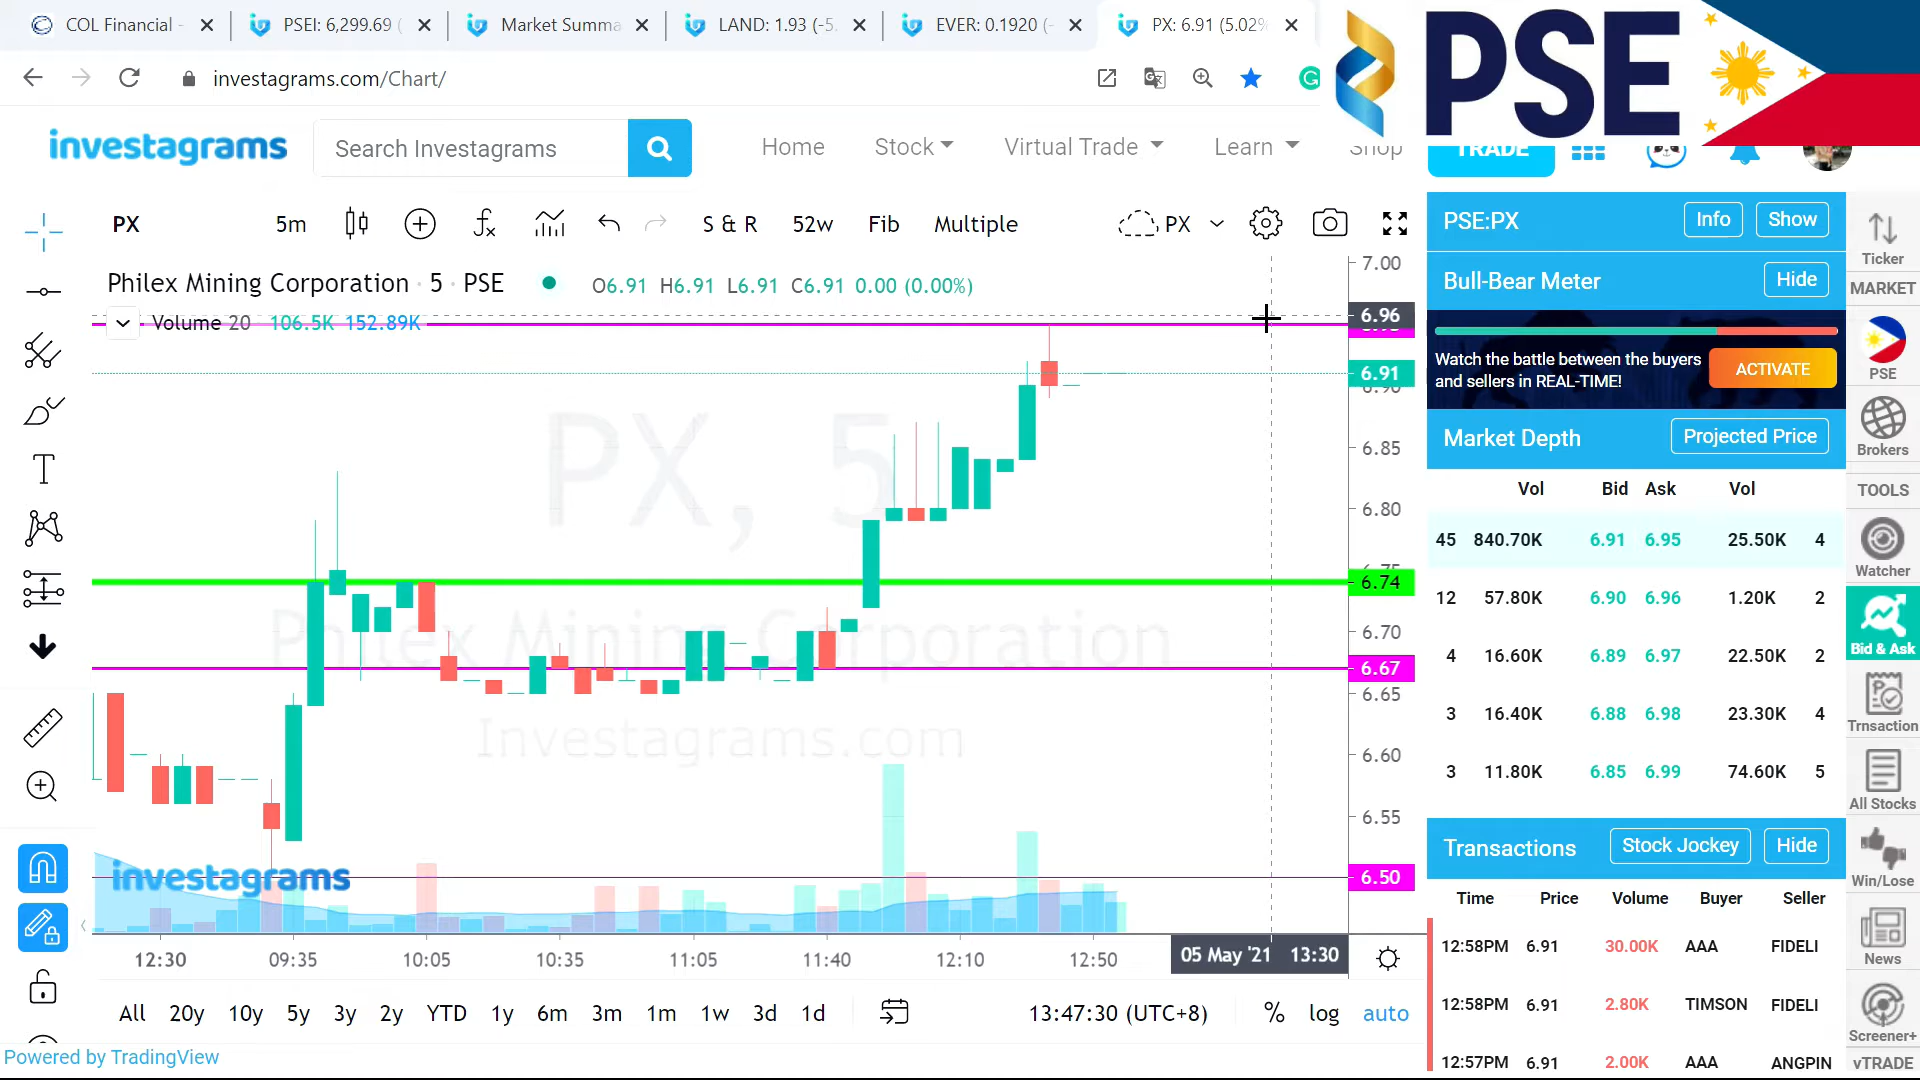 COL Financial -
PSEI: 6,299.69 (
Market Summa
LAND: 1.93 (-5.
EVER: 0.1920 (-
PX: 6.91 (5.02%
PSE
investagrams.com/Chart/
investagrams
Search Investagrams
Home
Stock
Virtual Trade
Learn
Shop
TRADE
PX
5m
S & R
52w
Fib
Multiple
PX
Philex Mining Corporation · 5 · PSE
O6.91 H6.91 L6.91 C6.91 0.00 (0.00%)
Volume 20 106.5K 152.89K
7.00
6.96
6.91
6.90
6.85
6.80
6.74
6.70
6.67
6.65
6.60
6.55
6.50
PX, 5
Philex Mining Corporation
Investagrams.com
investagrams
12:30 09:35 10:05 10:35 11:05 11:40 12:10 12:50
05 May '21 13:30
All 20y 10y 5y 3y 2y YTD 1y 6m 3m 1m 1w 3d 1d
13:47:30 (UTC+8)
% log auto
Powered by TradingView
PSE:PX Info Show
Bull-Bear Meter Hide
Watch the battle between the buyers
and sellers in REAL-TIME!
ACTIVATE
Market Depth Projected Price
Vol Bid Ask Vol
45 840.70K 6.91 6.95 25.50K 4
12 57.80K 6.90 6.96 1.20K 2
4 16.60K 6.89 6.97 22.50K 2
3 16.40K 6.88 6.98 23.30K 4
3 11.80K 6.85 6.99 74.60K 5
Transactions Stock Jockey Hide
Time Price Volume Buyer Seller
12:58PM 6.91 30.00K AAA FIDELI
12:58PM 6.91 2.80K TIMSON FIDELI
12:57PM 6.91 2.00K AAA ANGPIN
Ticker
MARKET
PSE
Brokers
TOOLS
Watcher
Bid & Ask
Trnsaction
All Stocks
Win/Lose
News
Screener+
vTRADE